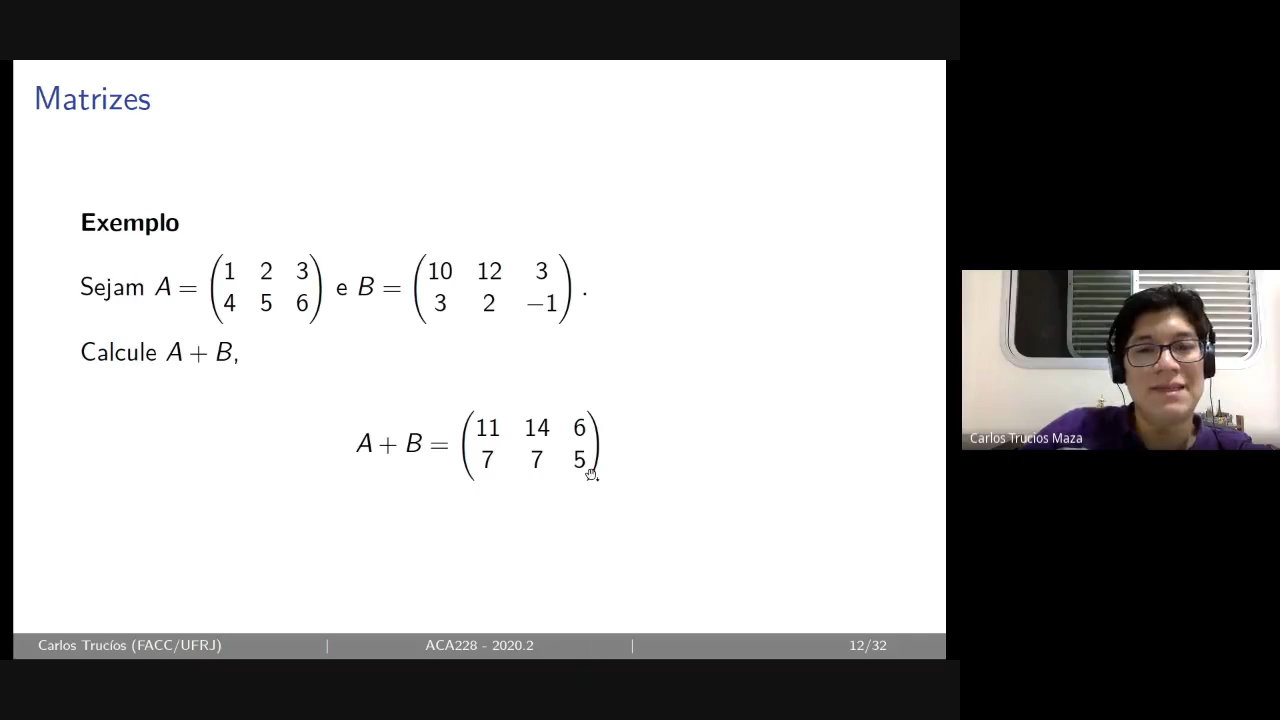 Matrizes
Exemplo
Sejam A = (1 2 3
4 5 6) e B = (10 12 3
3 2 −1).
Calcule A + B,
A + B = (11 14 6
7 7 5)
Carlos Trucíos (FACC/UFRJ) | ACA228 - 2020.2 | 12/32
Carlos Trucios Maza